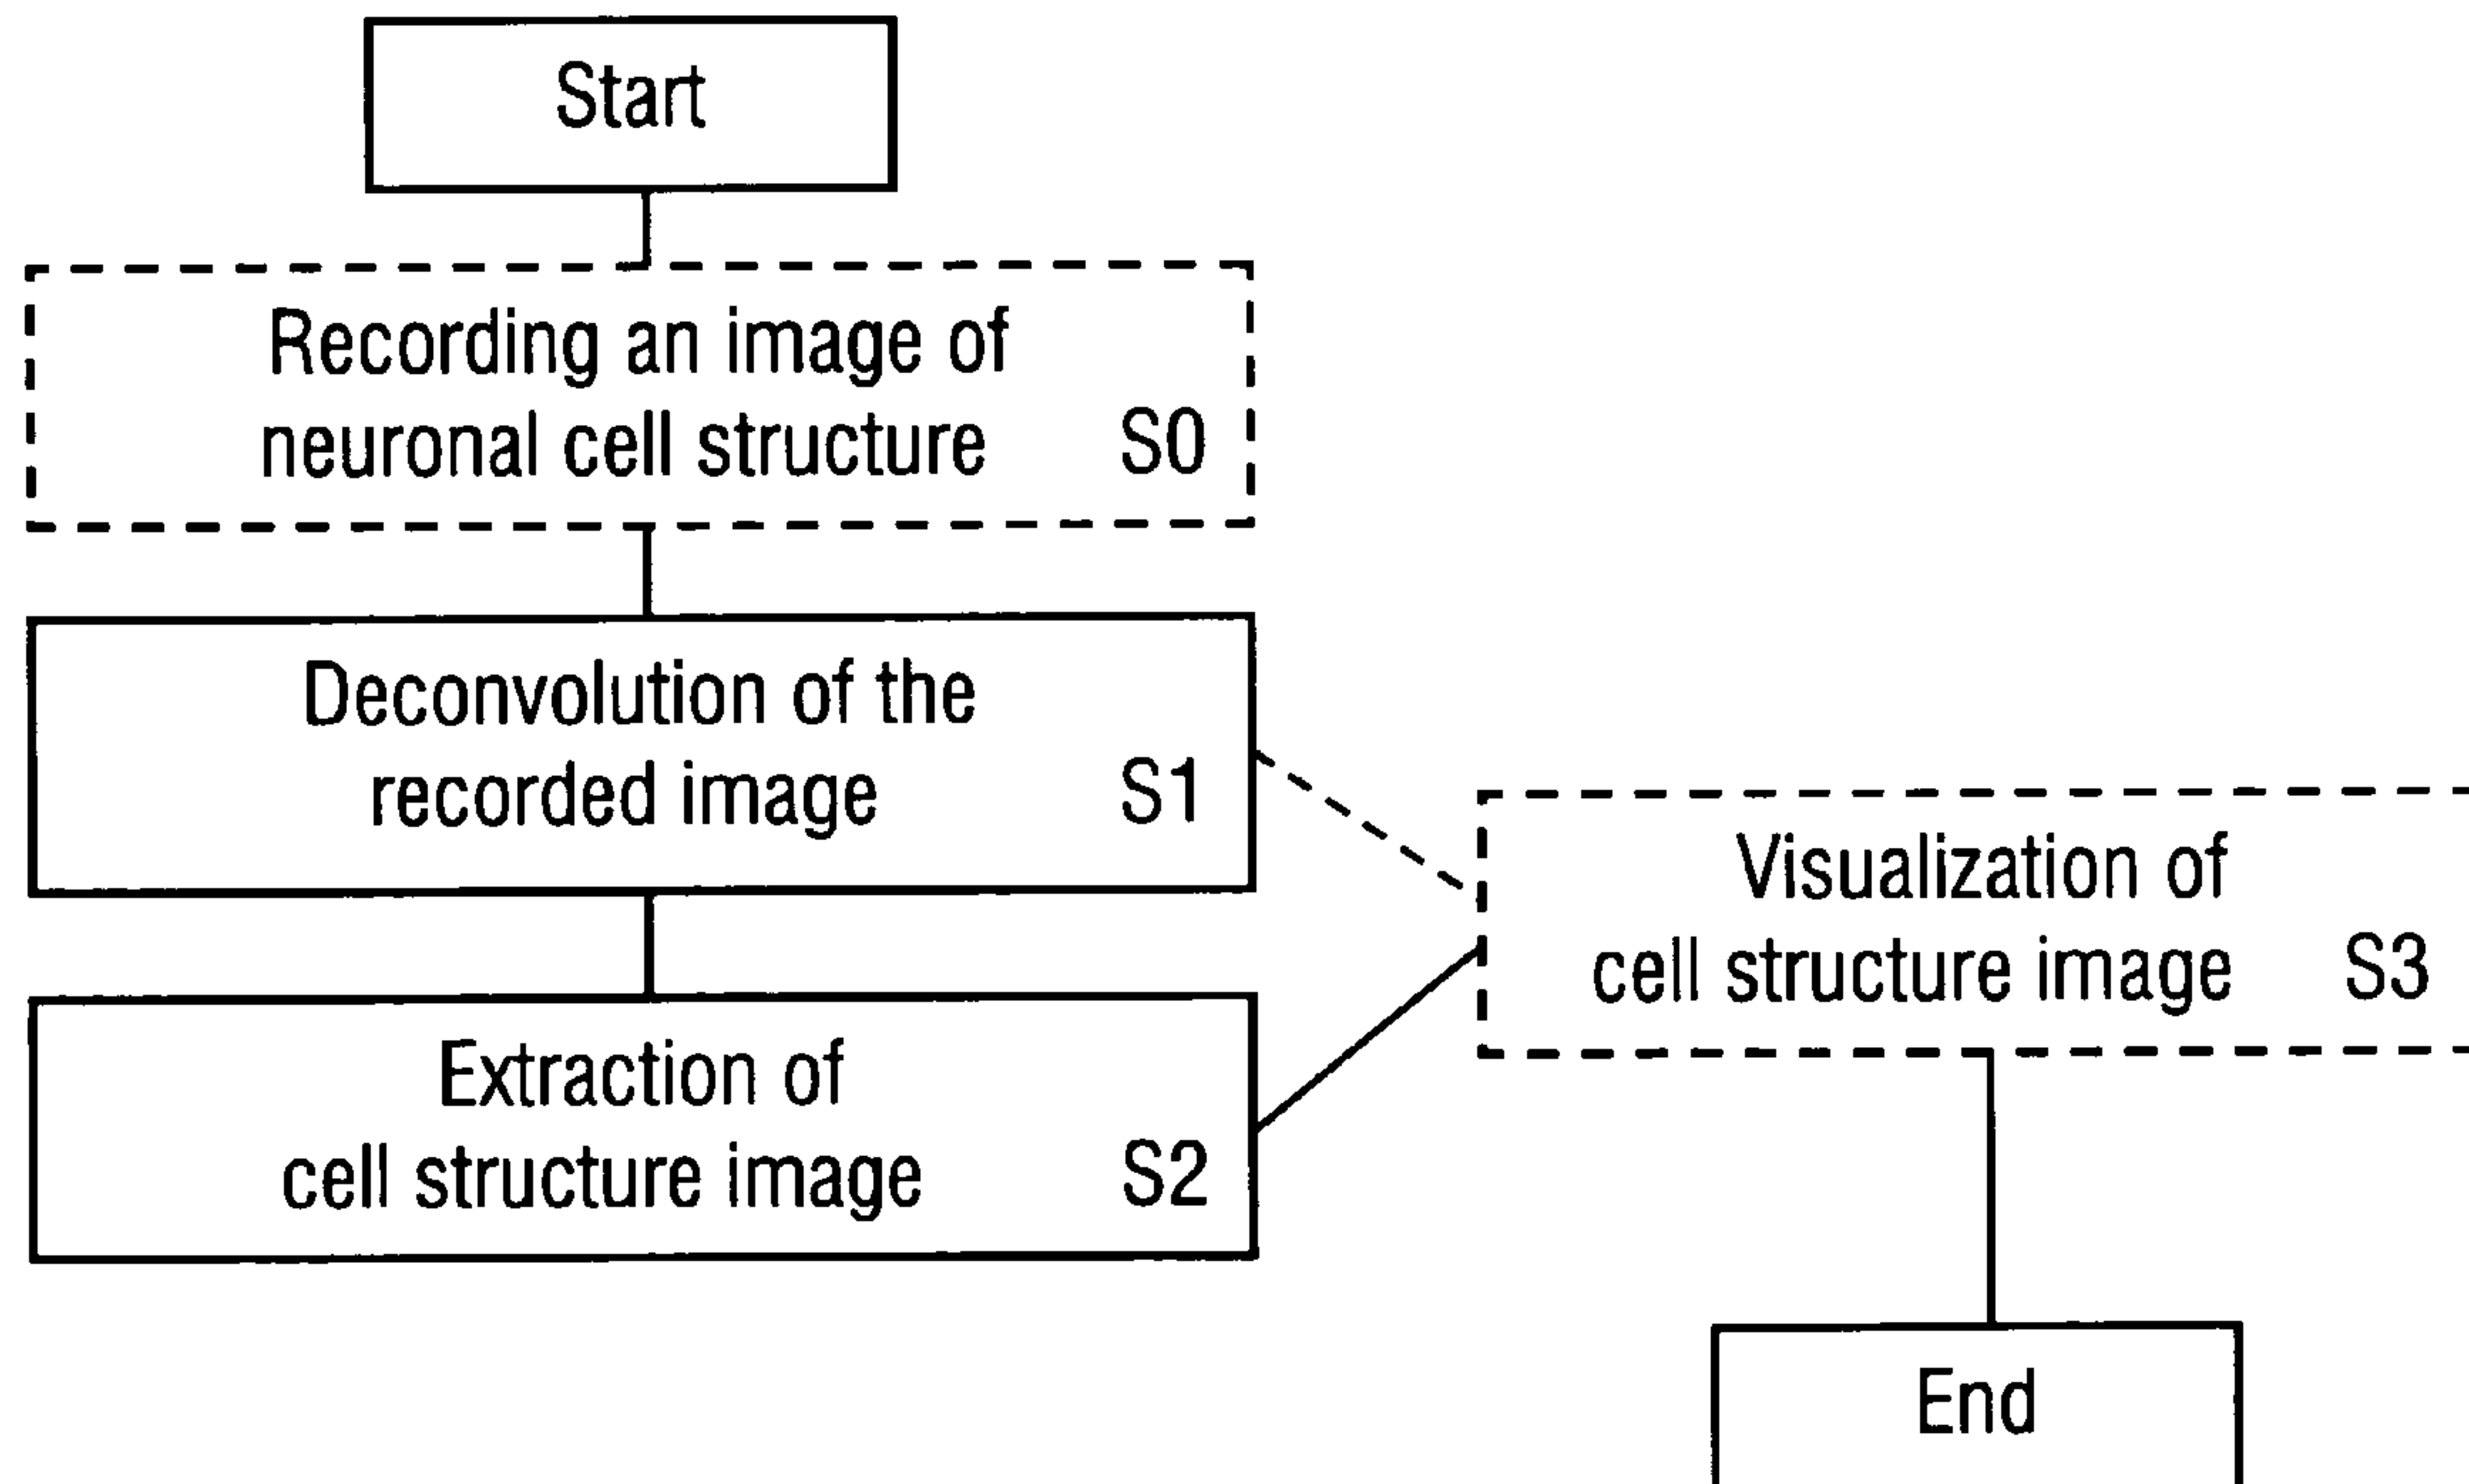 Start
Recording an image of
neuronal cell structure S0
Deconvolution of the
recorded image S1
Visualization of
cell structure image S3
Extraction of
cell structure image S2
End